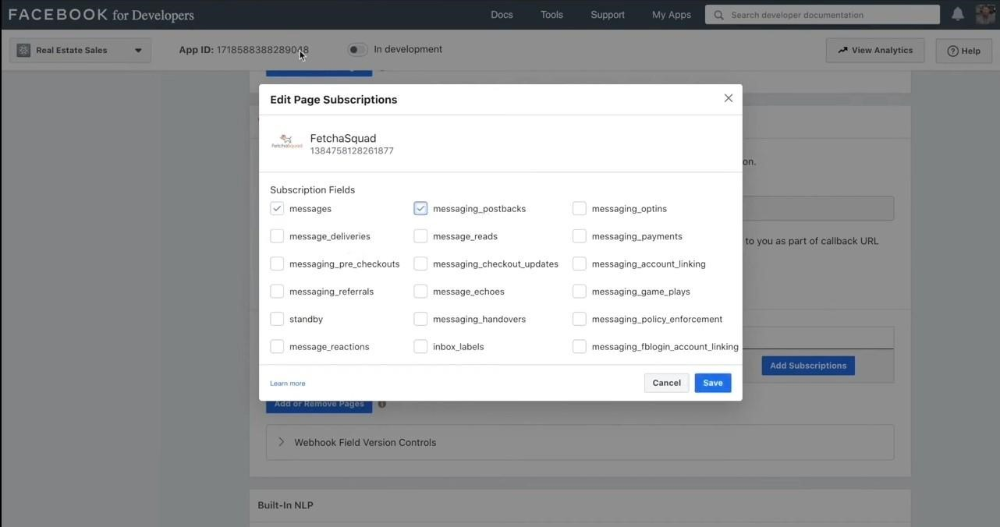 FACEBOOK for Developers
Docs Tools Support My Apps Search developer documentation
Real Estate Sales App ID: 1718588388289048 In development View Analytics Help
Edit Page Subscriptions
FetchaSquad
FetchaSquad
1384758128261877
on.
Subscription Fields
messages messaging_postbacks messaging_optins
message_deliveries message_reads messaging_payments
to you as part of callback URL
messaging_pre_checkouts messaging_checkout_updates messaging_account_linking
messaging_referrals message_echoes messaging_game_plays
standby messaging_handovers messaging_policy_enforcement
message_reactions inbox_labels messaging_fblogin_account_linking
Add Subscriptions
Learn more Cancel Save
Add or Remove Pages
Webhook Field Version Controls
Built-In NLP